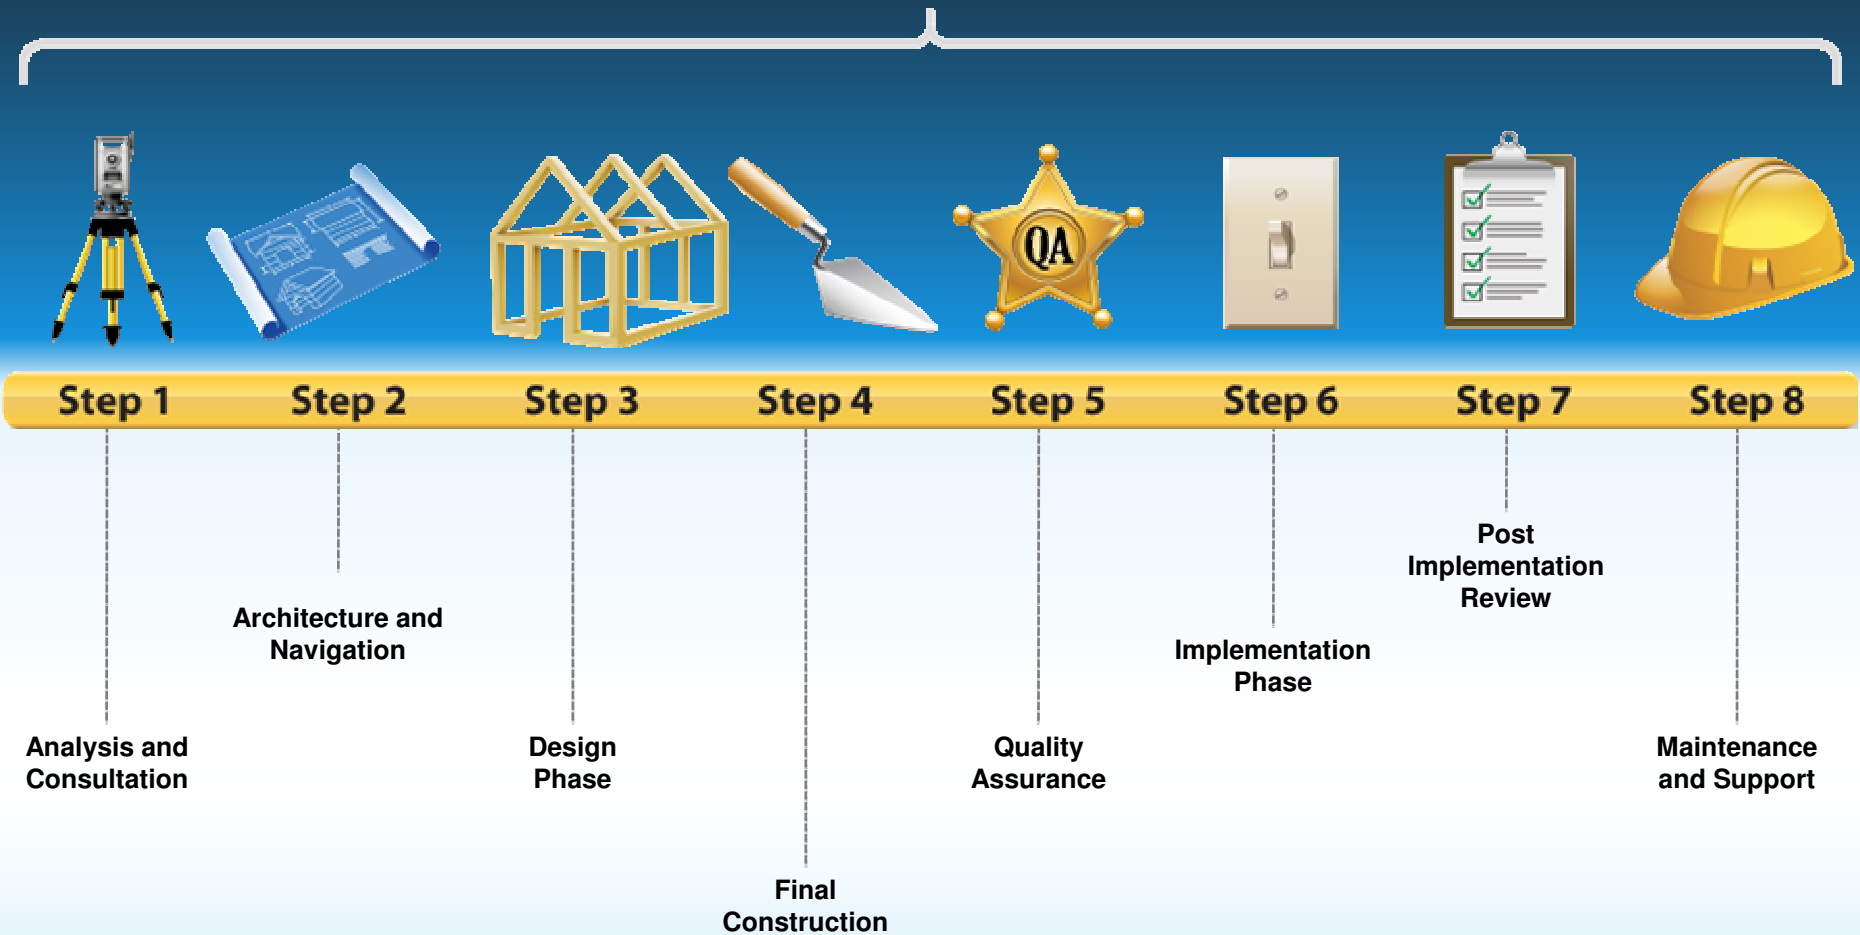 QA
Step 1
Step 2
Step 3
Step 4
Step 5
Step 6
Step 7
Step 8
Analysis and
Consultation
Architecture and
Navigation
Design
Phase
Final
Construction
Quality
Assurance
Implementation
Phase
Post
Implementation
Review
Maintenance
and Support